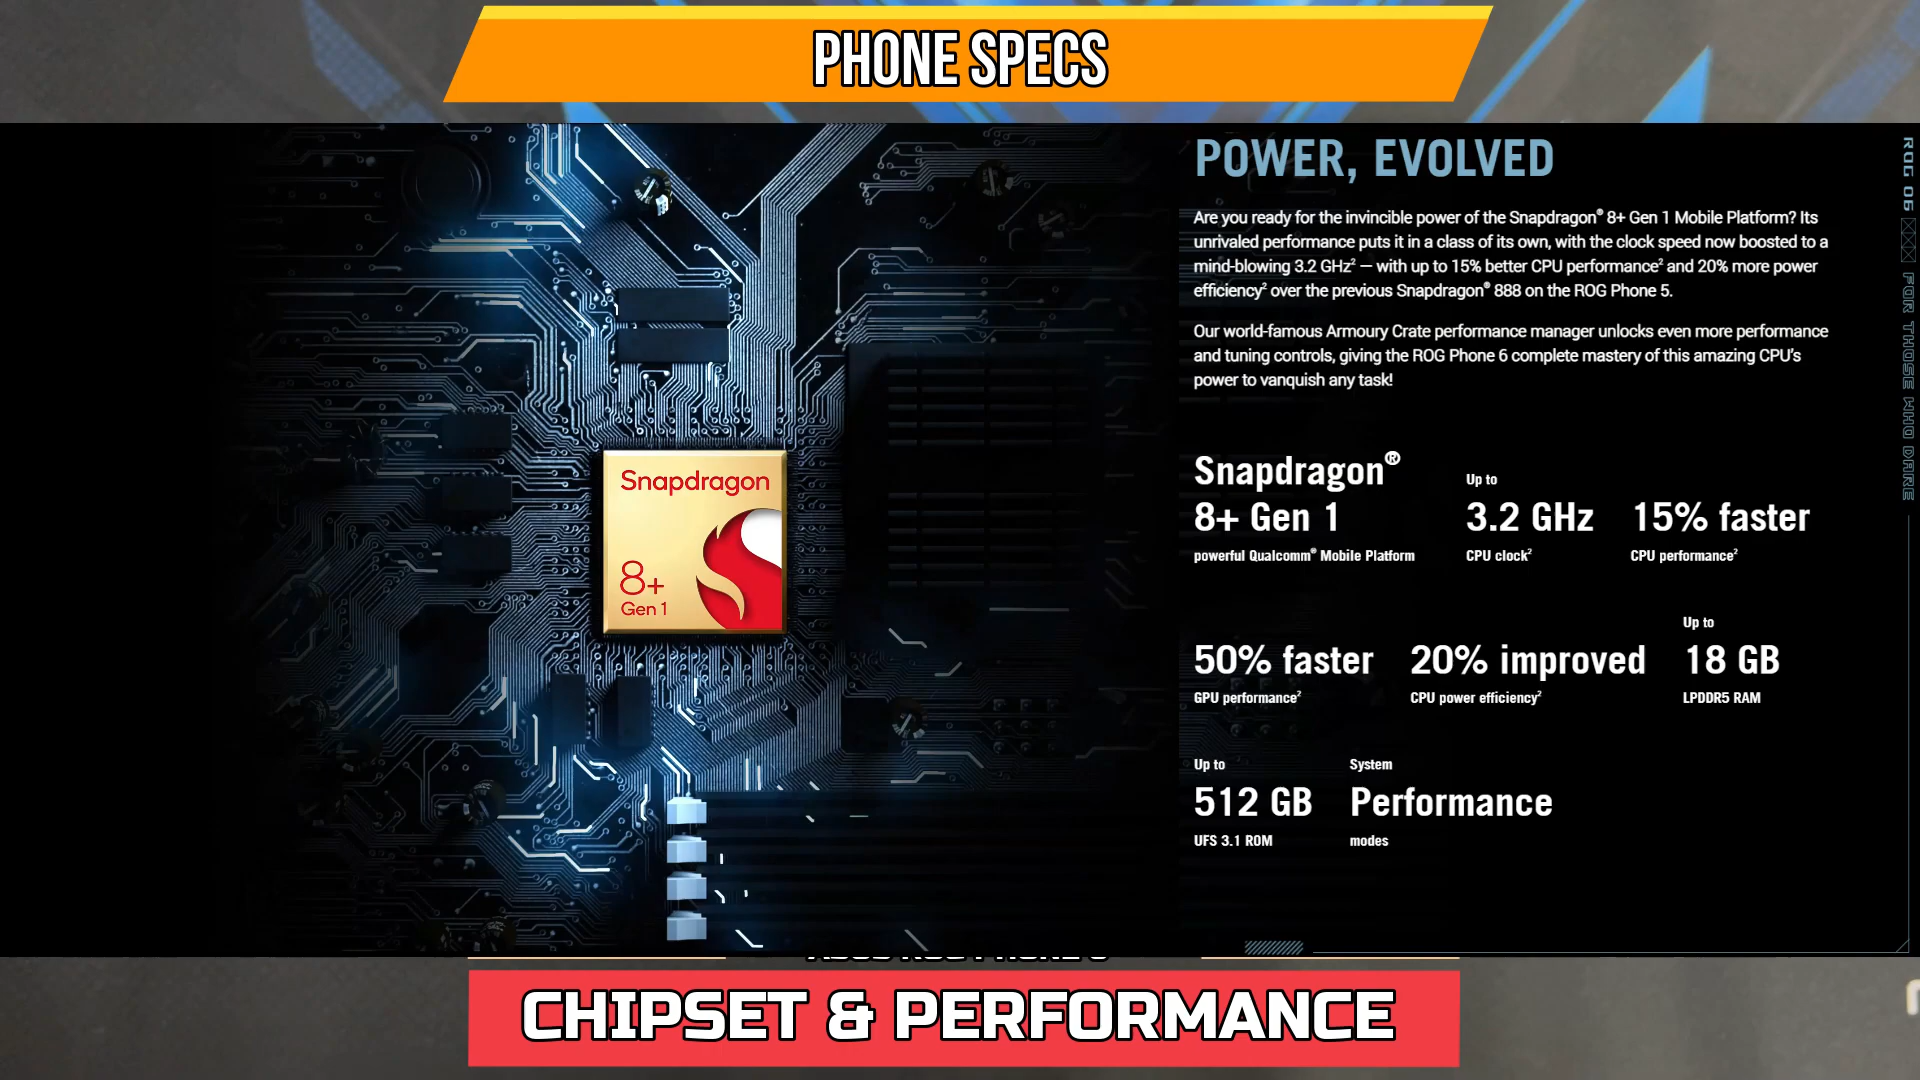 PHONE SPECS
POWER, EVOLVED
Are you ready for the invincible power of the Snapdragon® 8+ Gen 1 Mobile Platform? Its
unrivaled performance puts it in a class of its own, with the clock speed now boosted to a
mind-blowing 3.2 GHz² — with up to 15% better CPU performance² and 20% more power
efficiency² over the previous Snapdragon® 888 on the ROG Phone 5.
Our world-famous Armoury Crate performance manager unlocks even more performance
and tuning controls, giving the ROG Phone 6 complete mastery of this amazing CPU's
power to vanquish any task!
Snapdragon®
8+ Gen 1
powerful Qualcomm® Mobile Platform
Up to
3.2 GHz
CPU clock²
15% faster
CPU performance²
50% faster
GPU performance²
20% improved
CPU power efficiency²
Up to
18 GB
LPDDR5 RAM
Up to
512 GB
UFS 3.1 ROM
System
Performance
modes
Snapdragon
8+
Gen 1
ROG 06
FOR THOSE WHO DARE
CHIPSET & PERFORMANCE